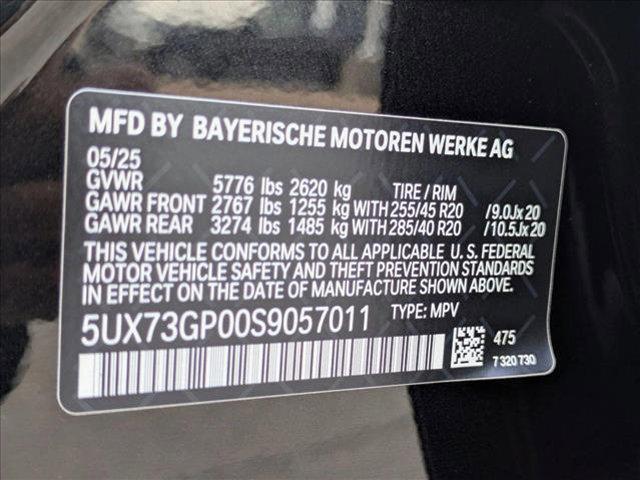 MFD BY BAYERISCHE MOTOREN WERKE AG
05/25
GVWR 5776 lbs 2620 kg TIRE / RIM
GAWR FRONT 2767 lbs 1255 kg WITH 255/45 R20 /9.0Jx20
GAWR REAR 3274 lbs 1485 kg WITH 285/40 R20 /10.5Jx20
THIS VEHICLE CONFORMS TO ALL APPLICABLE U.S. FEDERAL
MOTOR VEHICLE SAFETY AND THEFT PREVENTION STANDARDS
IN EFFECT ON THE DATE OF MANUFACTURE SHOWN ABOVE.
5UX73GP00S9057011 TYPE: MPV
475
7 320 730